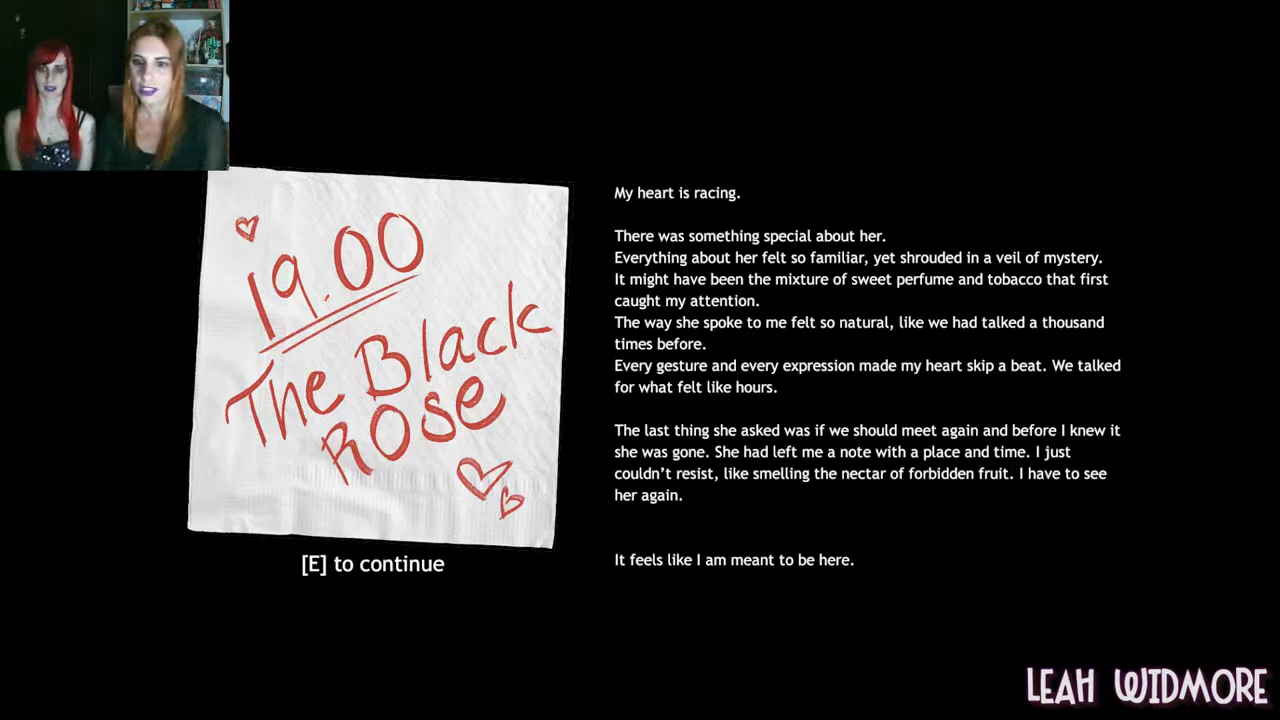 19.00
The Black
Rose
[E] to continue
My heart is racing.
There was something special about her.
Everything about her felt so familiar, yet shrouded in a veil of mystery.
It might have been the mixture of sweet perfume and tobacco that first
caught my attention.
The way she spoke to me felt so natural, like we had talked a thousand
times before.
Every gesture and every expression made my heart skip a beat. We talked
for what felt like hours.
The last thing she asked was if we should meet again and before I knew it
she was gone. She had left me a note with a place and time. I just
couldn't resist, like smelling the nectar of forbidden fruit. I have to see
her again.
It feels like I am meant to be here.
LEAH WIDMORE